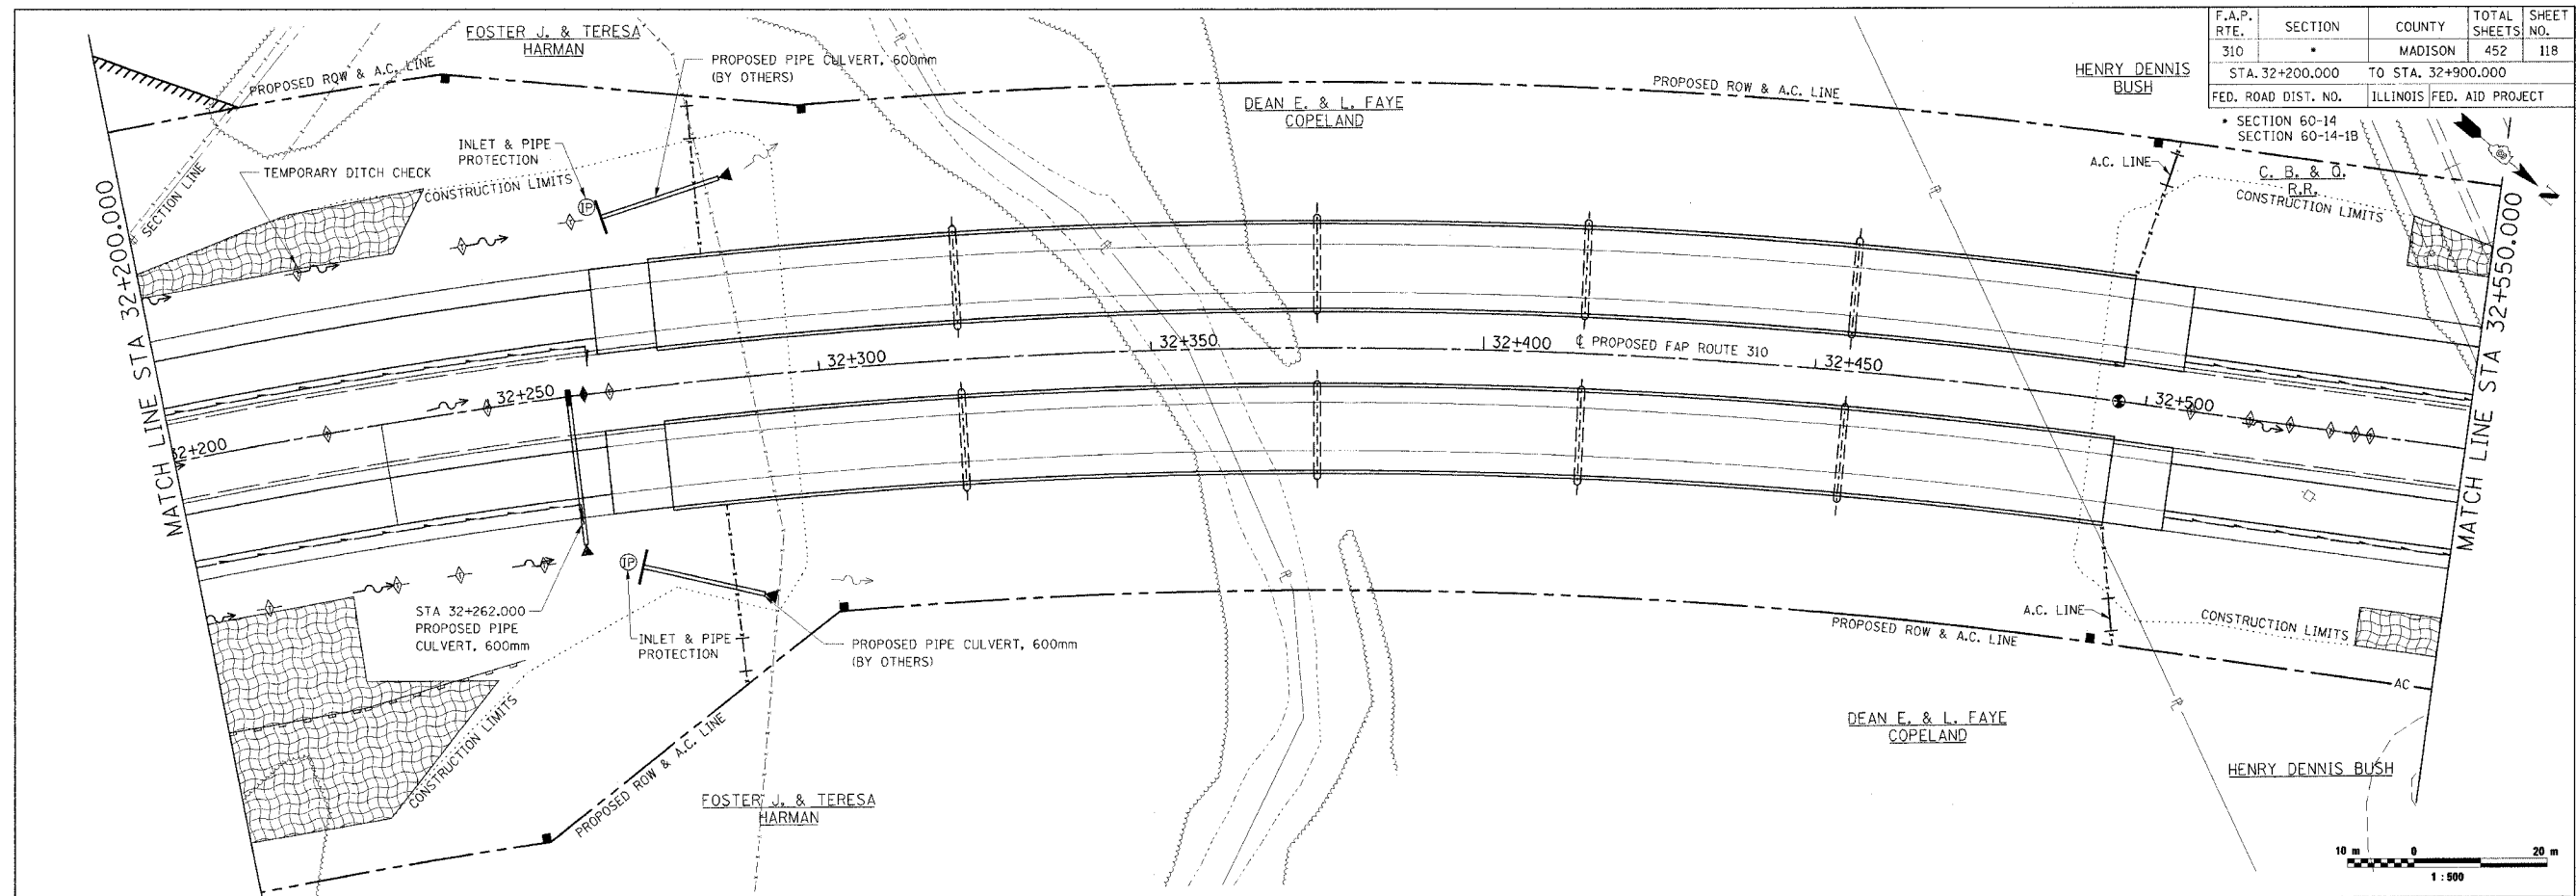 F.A.P. RTE. SECTION COUNTY TOTAL SHEETS SHEET NO.
310 • MADISON 452 118
STA. 32+200.000 TO STA. 32+900.000
FED. ROAD DIST. NO. ILLINOIS FED. AID PROJECT
• SECTION 60-14
SECTION 60-14-1B
FOSTER J. & TERESA
HARMAN
PROPOSED ROW & A.C. LINE
PROPOSED PIPE CULVERT, 600mm
(BY OTHERS)
INLET & PIPE
PROTECTION
IP
TEMPORARY DITCH CHECK
CONSTRUCTION LIMITS
SECTION LINE
MATCH LINE STA 32+200.000
DEAN E. & L. FAYE
COPELAND
PROPOSED ROW & A.C. LINE
HENRY DENNIS
BUSH
A.C. LINE
C. B. & Q.
R.R.
CONSTRUCTION LIMITS
N
MATCH LINE STA 32+550.000
32+200
32+250
32+300
32+350
32+400
℄ PROPOSED FAP ROUTE 310
32+450
32+500
STA 32+262.000
PROPOSED PIPE
CULVERT, 600mm
IP
INLET & PIPE
PROTECTION
PROPOSED PIPE CULVERT, 600mm
(BY OTHERS)
CONSTRUCTION LIMITS
PROPOSED ROW & A.C. LINE
FOSTER J. & TERESA
HARMAN
A.C. LINE
PROPOSED ROW & A.C. LINE
CONSTRUCTION LIMITS
AC
DEAN E. & L. FAYE
COPELAND
HENRY DENNIS BUSH
10 m 0 20 m
1 : 500